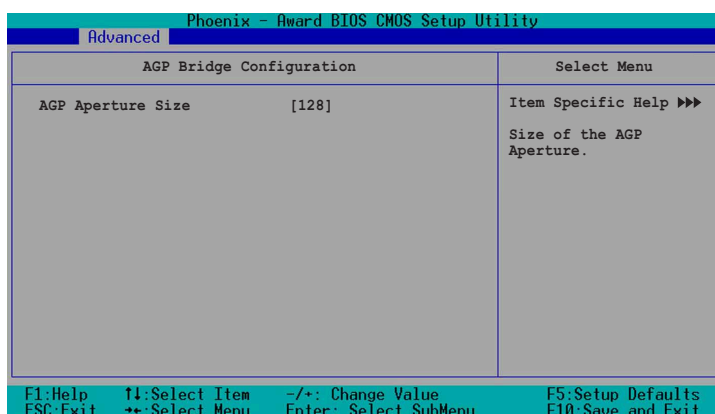 Phoenix - Award BIOS CMOS Setup Utility
Advanced
AGP Bridge Configuration
Select Menu
AGP Aperture Size [128]
Item Specific Help ▶▶▶
Size of the AGP
Aperture.
F1:Help ↑↓:Select Item -/+: Change Value F5:Setup Defaults
ESC:Exit →←:Select Menu Enter: Select SubMenu F10:Save and Exit